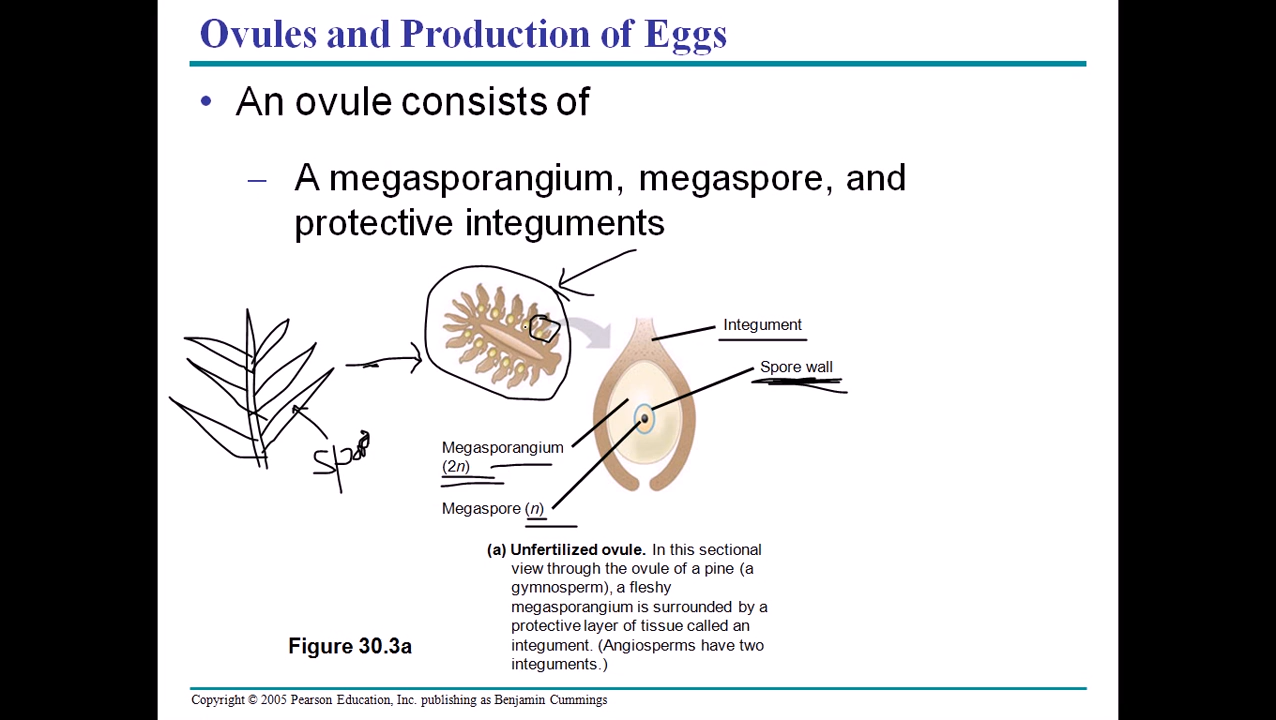 Ovules and Production of Eggs
• An ovule consists of
– A megasporangium, megaspore, and
protective integuments
Integument
Spore wall
Megasporangium
(2n)
Megaspore (n)
(a) Unfertilized ovule. In this sectional
view through the ovule of a pine (a
gymnosperm), a fleshy
megasporangium is surrounded by a
protective layer of tissue called an
integument. (Angiosperms have two
integuments.)
Figure 30.3a
Copyright © 2005 Pearson Education, Inc. publishing as Benjamin Cummings